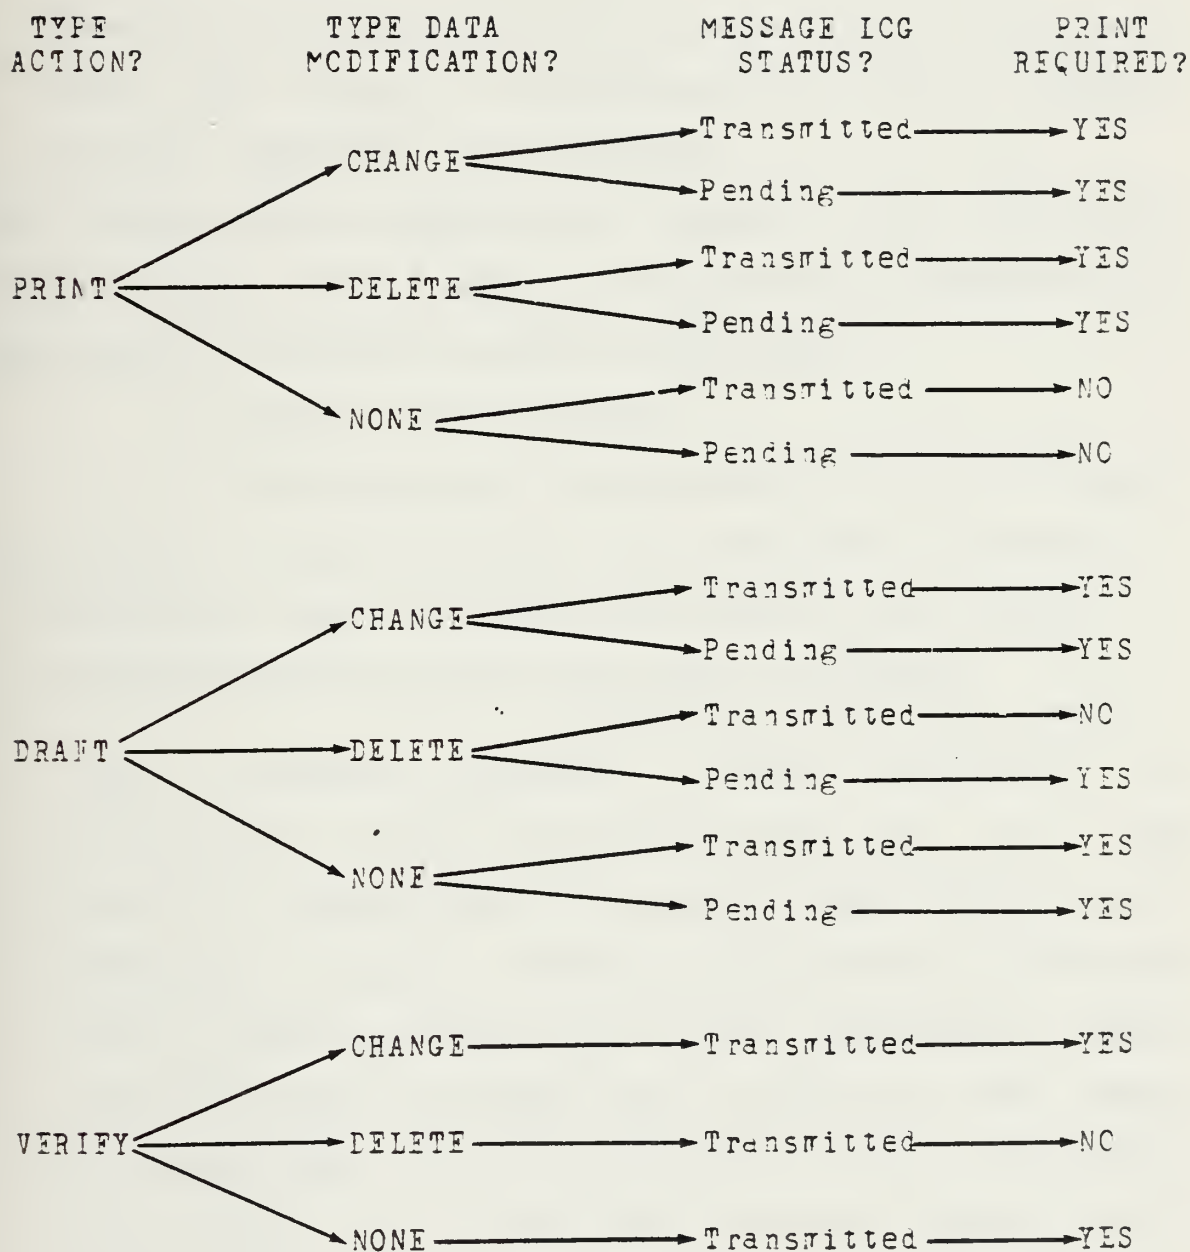 TYPE ACTION? TYPE DATA MODIFICATION? MESSAGE LOG STATUS? PRINT REQUIRED?
CHANGE Transmitted YES
Pending YES
PRINT DELETE Transmitted YES
Pending YES
NONE Transmitted NO
Pending NO
CHANGE Transmitted YES
Pending YES
DRAFT DELETE Transmitted NO
Pending YES
NONE Transmitted YES
Pending YES
CHANGE Transmitted YES
VERIFY DELETE Transmitted NO
NONE Transmitted YES